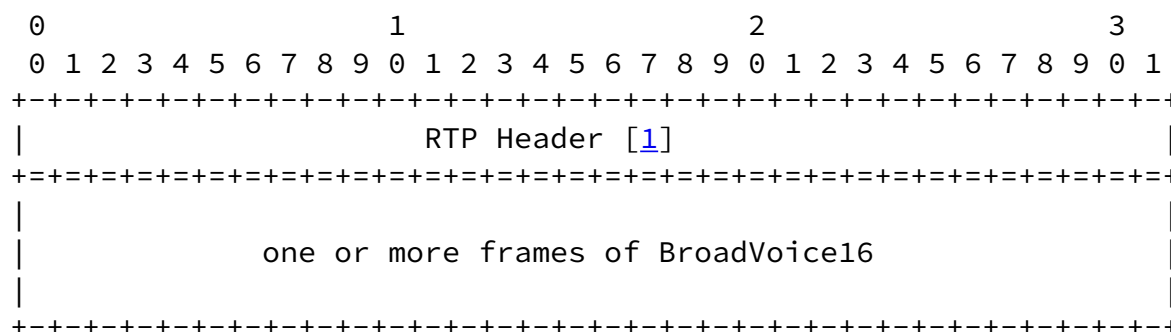 0                   1                   2                   3
 0 1 2 3 4 5 6 7 8 9 0 1 2 3 4 5 6 7 8 9 0 1 2 3 4 5 6 7 8 9 0 1
+-+-+-+-+-+-+-+-+-+-+-+-+-+-+-+-+-+-+-+-+-+-+-+-+-+-+-+-+-+-+-+-+
|                      RTP Header [1]                           |
+=+=+=+=+=+=+=+=+=+=+=+=+=+=+=+=+=+=+=+=+=+=+=+=+=+=+=+=+=+=+=+=+
|                                                               |
|             one or more frames of BroadVoice16                |
|                                                               |
+-+-+-+-+-+-+-+-+-+-+-+-+-+-+-+-+-+-+-+-+-+-+-+-+-+-+-+-+-+-+-+-+